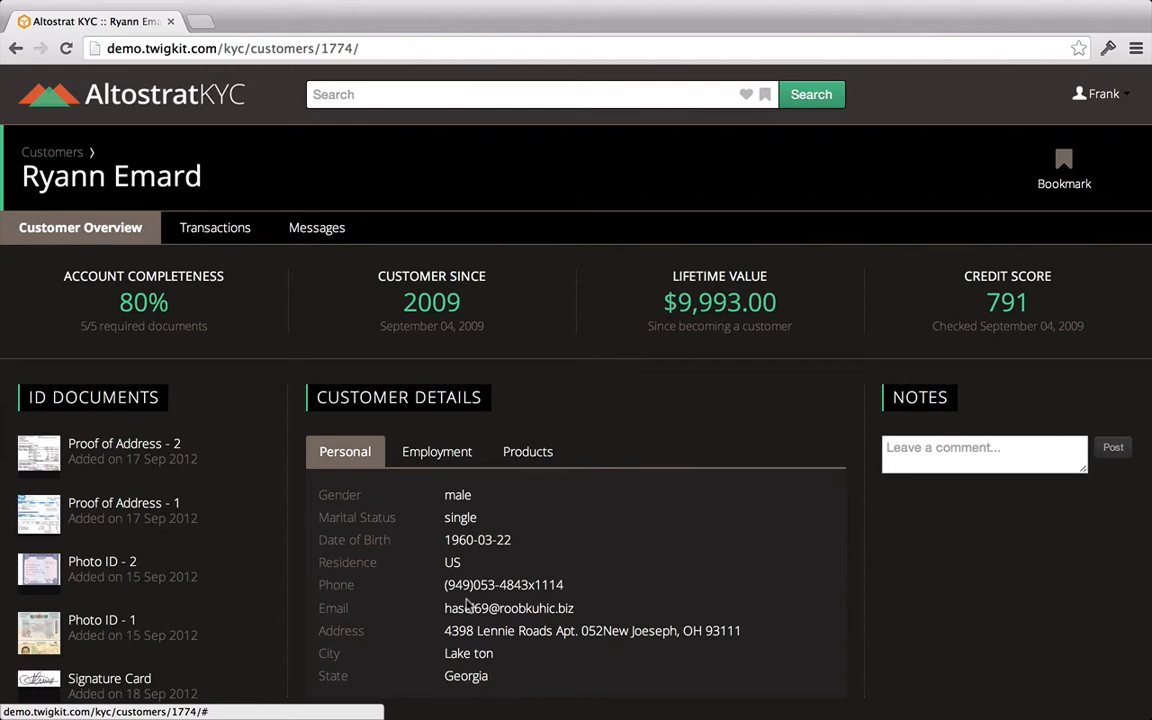 Altostrat KYC :: Ryann Ema
demo.twigkit.com/kyc/customers/1774/
AltostratKYC
Search
Search
Frank
Customers ⟩
Ryann Emard
Bookmark
Customer Overview
Transactions
Messages
ACCOUNT COMPLETENESS
80%
5/5 required documents
CUSTOMER SINCE
2009
September 04, 2009
LIFETIME VALUE
$9,993.00
Since becoming a customer
CREDIT SCORE
791
Checked September 04, 2009
ID DOCUMENTS
Proof of Address - 2
Added on 17 Sep 2012
Proof of Address - 1
Added on 17 Sep 2012
Photo ID - 2
Added on 15 Sep 2012
Photo ID - 1
Added on 15 Sep 2012
Signature Card
Added on 18 Sep 2012
CUSTOMER DETAILS
Personal
Employment
Products
Gender male
Marital Status single
Date of Birth 1960-03-22
Residence US
Phone (949)053-4843x1114
Email
Address 4398 Lennie Roads Apt. 052New Joeseph, OH 93111
City Lake ton
State Georgia
NOTES
Leave a comment...
Post
demo.twigkit.com/kyc/customers/1774/#